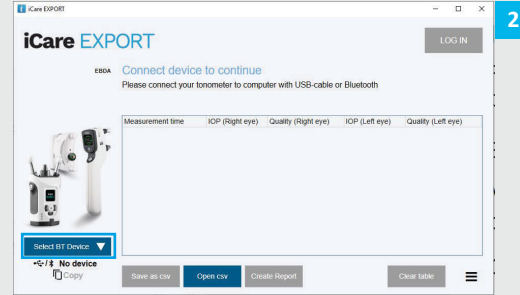 iCare EXPORT
2
iCare EXPORT
LOG IN
EBDA
Connect device to continue
Please connect your tonometer to computer with USB-cable or Bluetooth
Measurement time IOP (Right eye) Quality (Right eye) IOP (Left eye) Quality (Left eye)
Select BT Device
/ No device
Copy
Save as csv Open csv Create Report Clear table